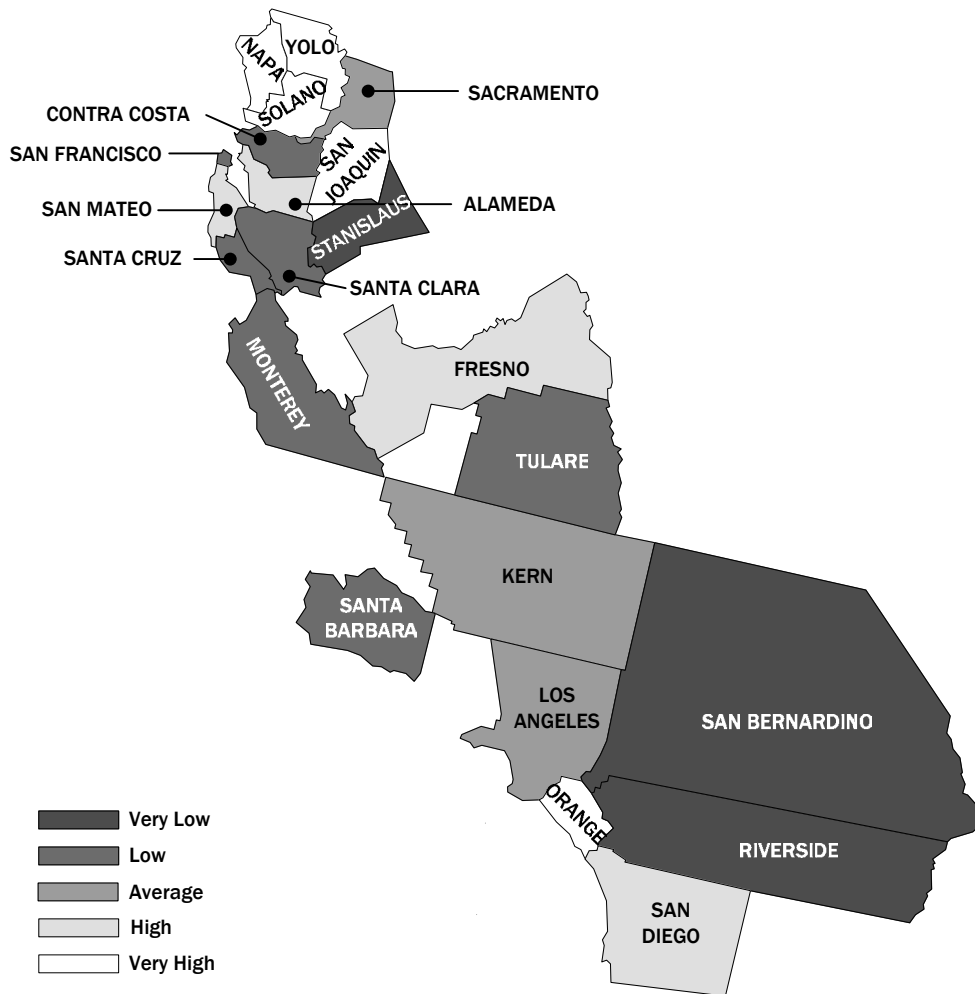 NAPA
YOLO
SOLANO
SACRAMENTO
CONTRA COSTA
SAN FRANCISCO
SAN
JOAQUIN
SAN MATEO
ALAMEDA
STANISLAUS
SANTA CRUZ
SANTA CLARA
MONTEREY
FRESNO
TULARE
KERN
SANTA
BARBARA
LOS
ANGELES
SAN BERNARDINO
ORANGE
RIVERSIDE
SAN
DIEGO
Very Low
Low
Average
High
Very High